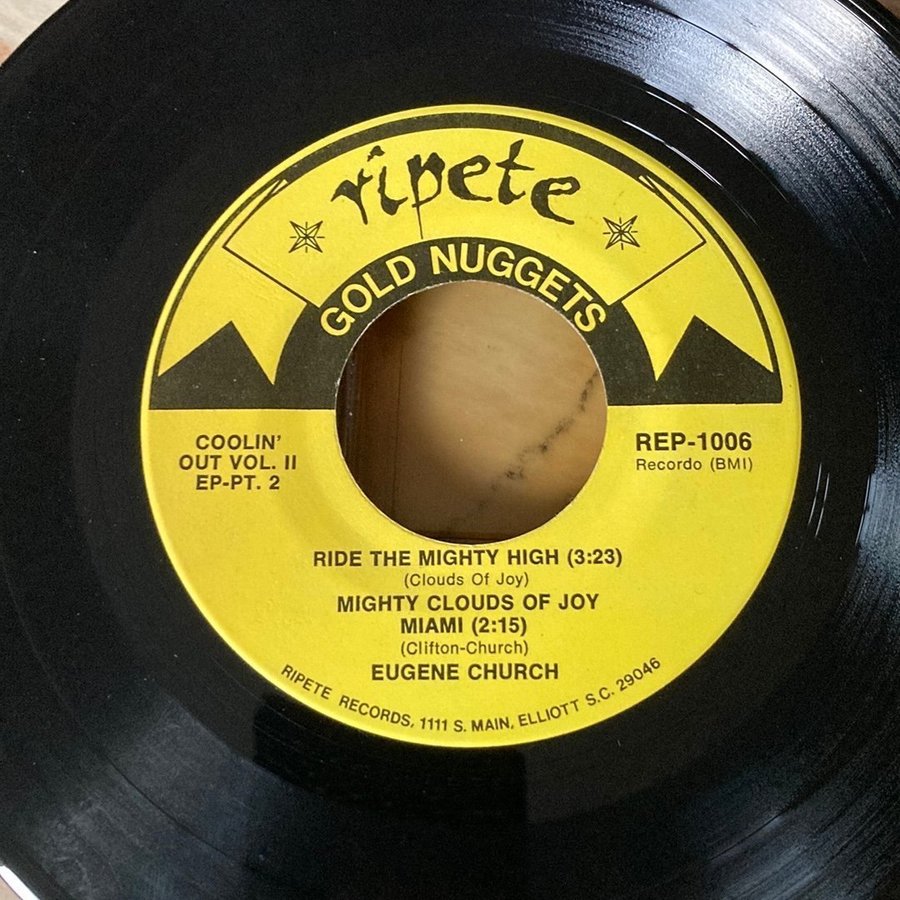 ripete
GOLD NUGGETS
COOLIN'
OUT VOL. II
EP-PT. 2
REP-1006
Recordo (BMI)
RIDE THE MIGHTY HIGH (3:23)
(Clouds Of Joy)
MIGHTY CLOUDS OF JOY
MIAMI (2:15)
(Clifton-Church)
EUGENE CHURCH
RIPETE RECORDS, 1111 S. MAIN, ELLIOTT S.C. 29046